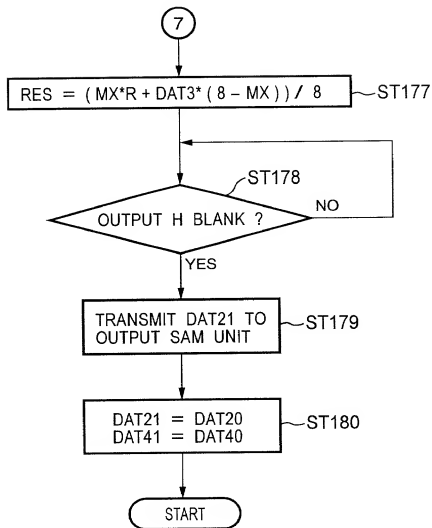 7
RES = ( MX*R + DAT3* ( 8 – MX ) ) / 8
ST177
ST178
OUTPUT H BLANK ?
NO
YES
TRANSMIT DAT21 TO
OUTPUT SAM UNIT
ST179
DAT21 = DAT20
DAT41 = DAT40
ST180
START